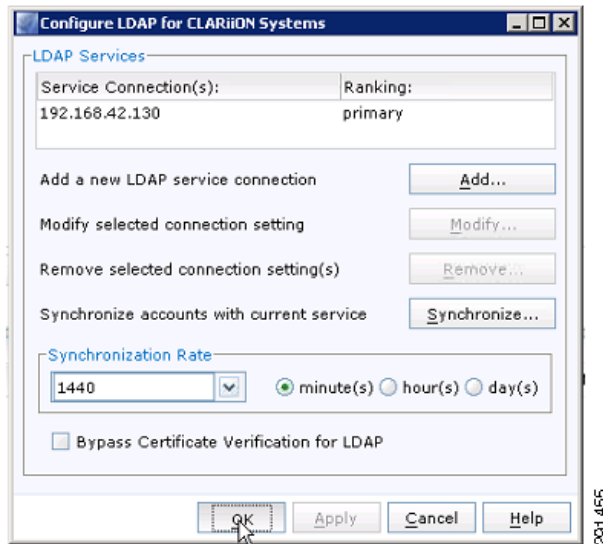 Configure LDAP for CLARiiON Systems
LDAP Services
Service Connection(s): Ranking:
192.168.42.130 primary
Add a new LDAP service connection Add...
Modify selected connection setting Modify...
Remove selected connection setting(s) Remove...
Synchronize accounts with current service Synchronize...
Synchronization Rate
1440 minute(s) hour(s) day(s)
Bypass Certificate Verification for LDAP
OK Apply Cancel Help